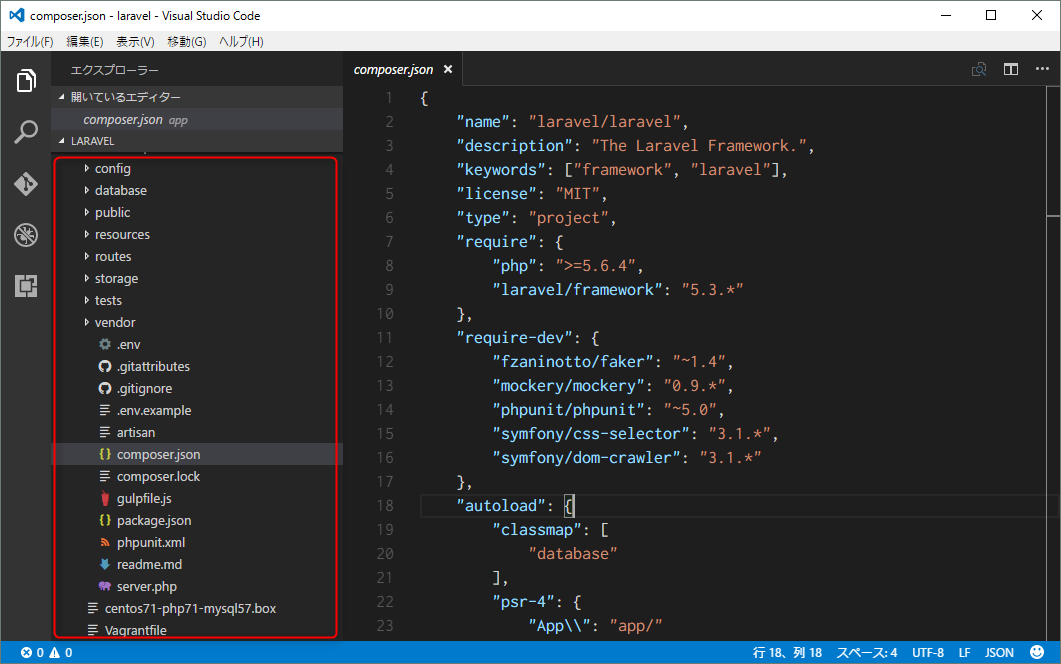 composer.json - laravel - Visual Studio Code
ファイル(F) 編集(E) 表示(V) 移動(G) ヘルプ(H)
エクスプローラー
開いているエディター
composer.json app
LARAVEL
config
database
public
resources
routes
storage
tests
vendor
.env
.gitattributes
.gitignore
.env.example
artisan
composer.json
composer.lock
gulpfile.js
package.json
phpunit.xml
readme.md
server.php
centos71-php71-mysql57.box
Vagrantfile
composer.json
1 {
2 "name": "laravel/laravel",
3 "description": "The Laravel Framework.",
4 "keywords": ["framework", "laravel"],
5 "license": "MIT",
6 "type": "project",
7 "require": {
8 "php": ">=5.6.4",
9 "laravel/framework": "5.3.*"
10 },
11 "require-dev": {
12 "fzaninotto/faker": "~1.4",
13 "mockery/mockery": "0.9.*",
14 "phpunit/phpunit": "~5.0",
15 "symfony/css-selector": "3.1.*",
16 "symfony/dom-crawler": "3.1.*"
17 },
18 "autoload": {
19 "classmap": [
20 "database"
21 ],
22 "psr-4": {
23 "App\\": "app/"
0 0 行 18、列 18 スペース: 4 UTF-8 LF JSON